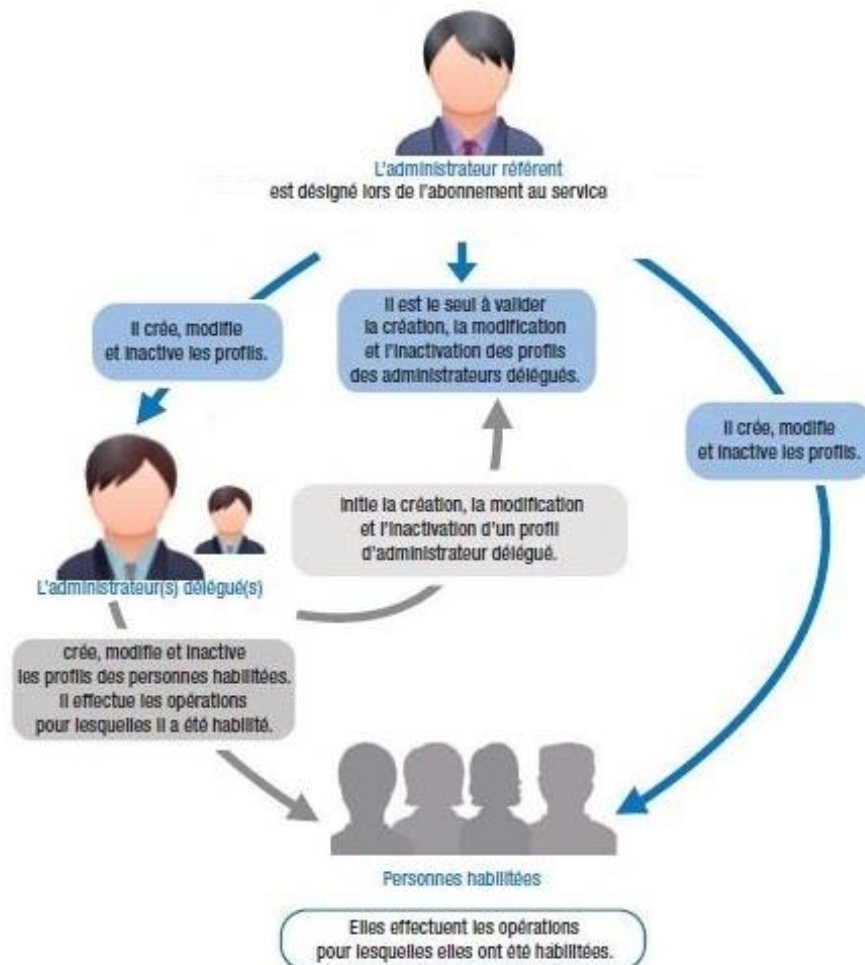 L'administrateur référent
est désigné lors de l'abonnement au service
Il crée, modifie
et inactive les profils.
Il est le seul à valider
la création, la modification
et l'inactivation des profils
des administrateurs délégués.
Il crée, modifie
et inactive les profils.
Initie la création, la modification
et l'inactivation d'un profil
d'administrateur délégué.
L'administrateur(s) délégué(s)
crée, modifie et inactive
les profils des personnes habilitées.
Il effectue les opérations
pour lesquelles il a été habilité.
Personnes habilitées
Elles effectuent les opérations
pour lesquelles elles ont été habilitées.